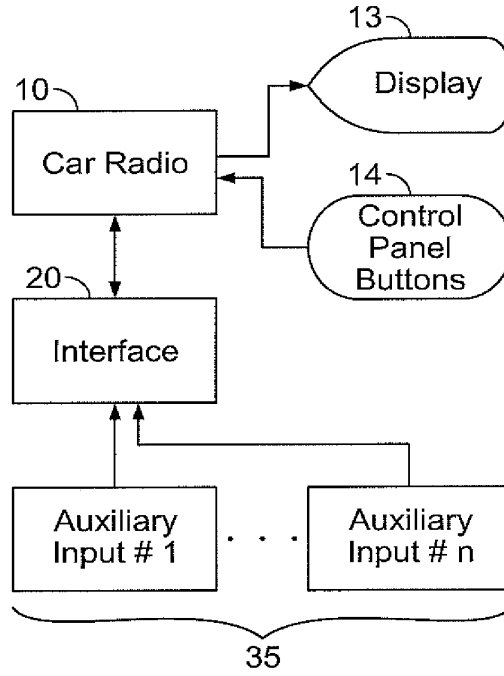 13
Display
10
Car Radio
14
Control
Panel
Buttons
20
Interface
Auxiliary
Input # 1
. . .
Auxiliary
Input # n
35